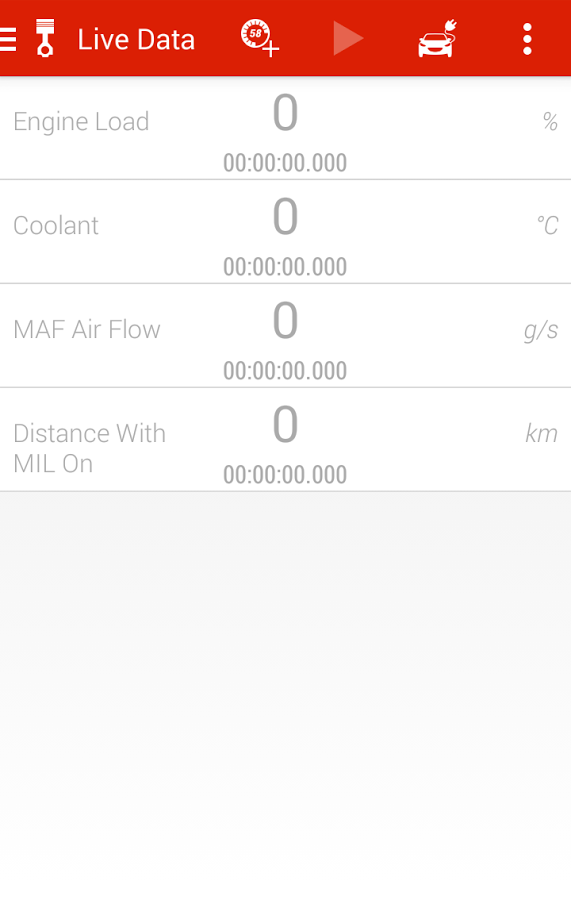 Live Data
58
Engine Load
0
%
00:00:00.000
Coolant
0
°C
00:00:00.000
MAF Air Flow
0
g/s
00:00:00.000
Distance With
MIL On
0
km
00:00:00.000